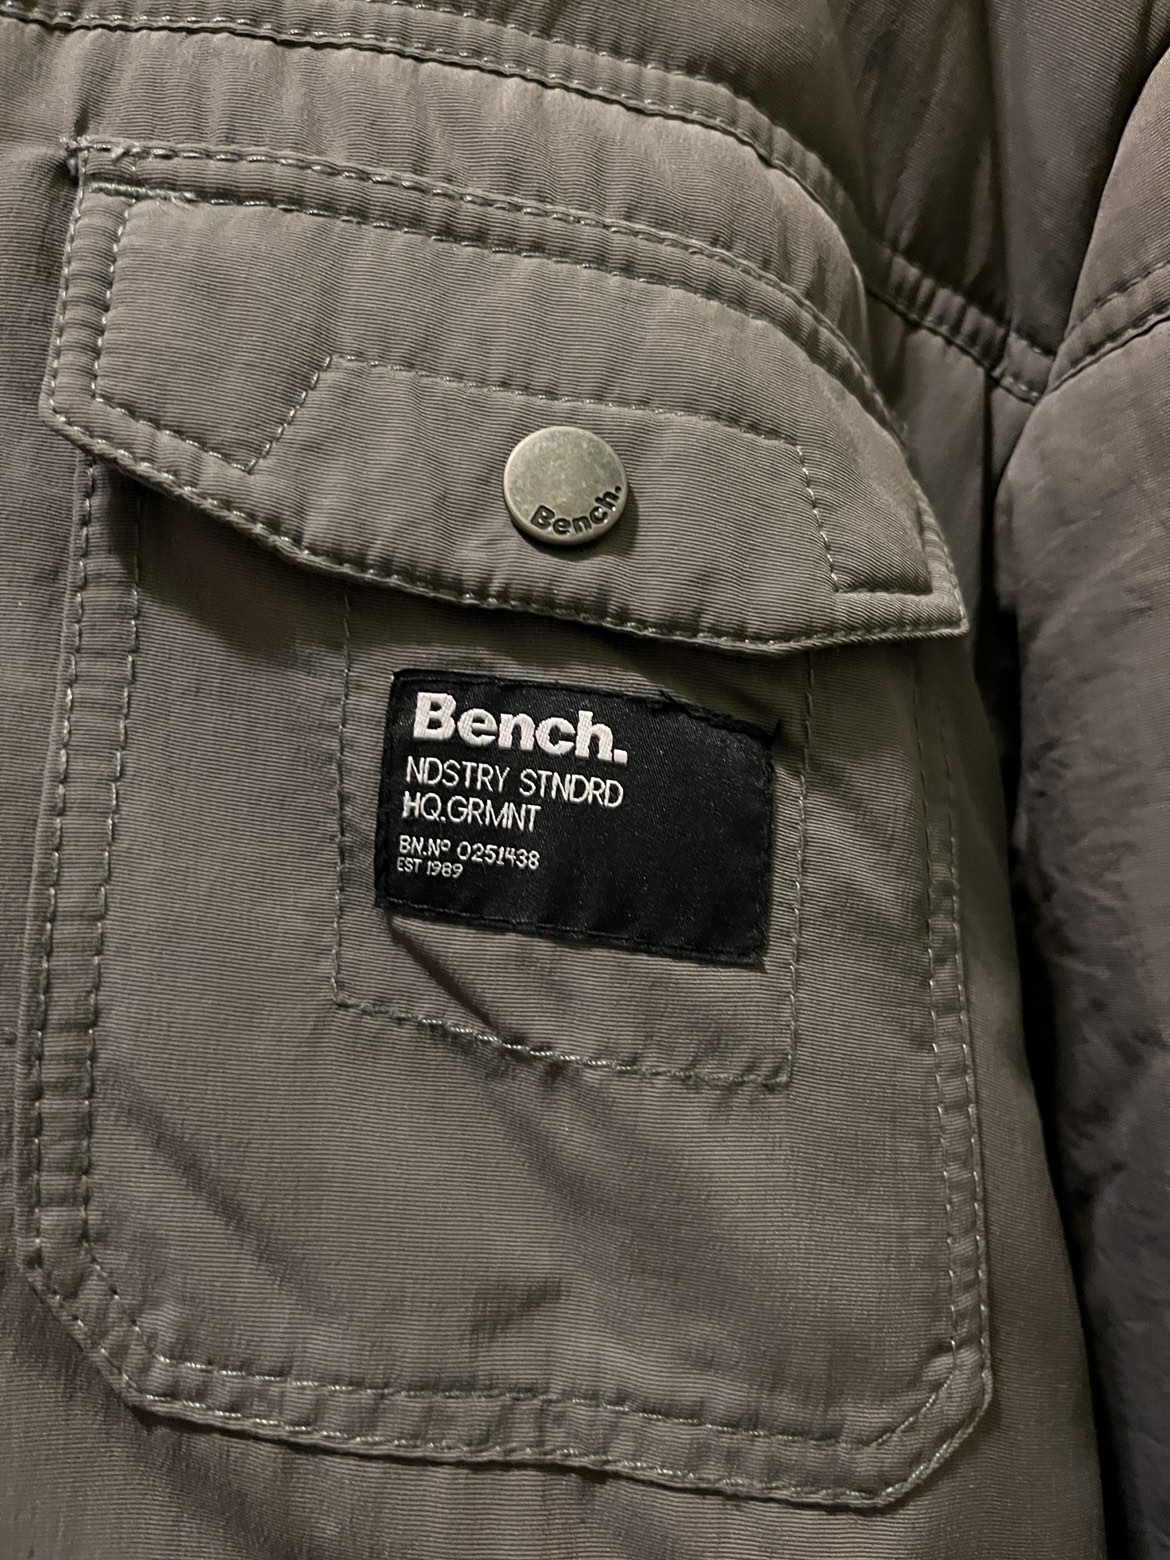 Bench.
Bench.
NDSTRY STNDRD
HQ.GRMNT
BN.Nº 0251438
EST 1989